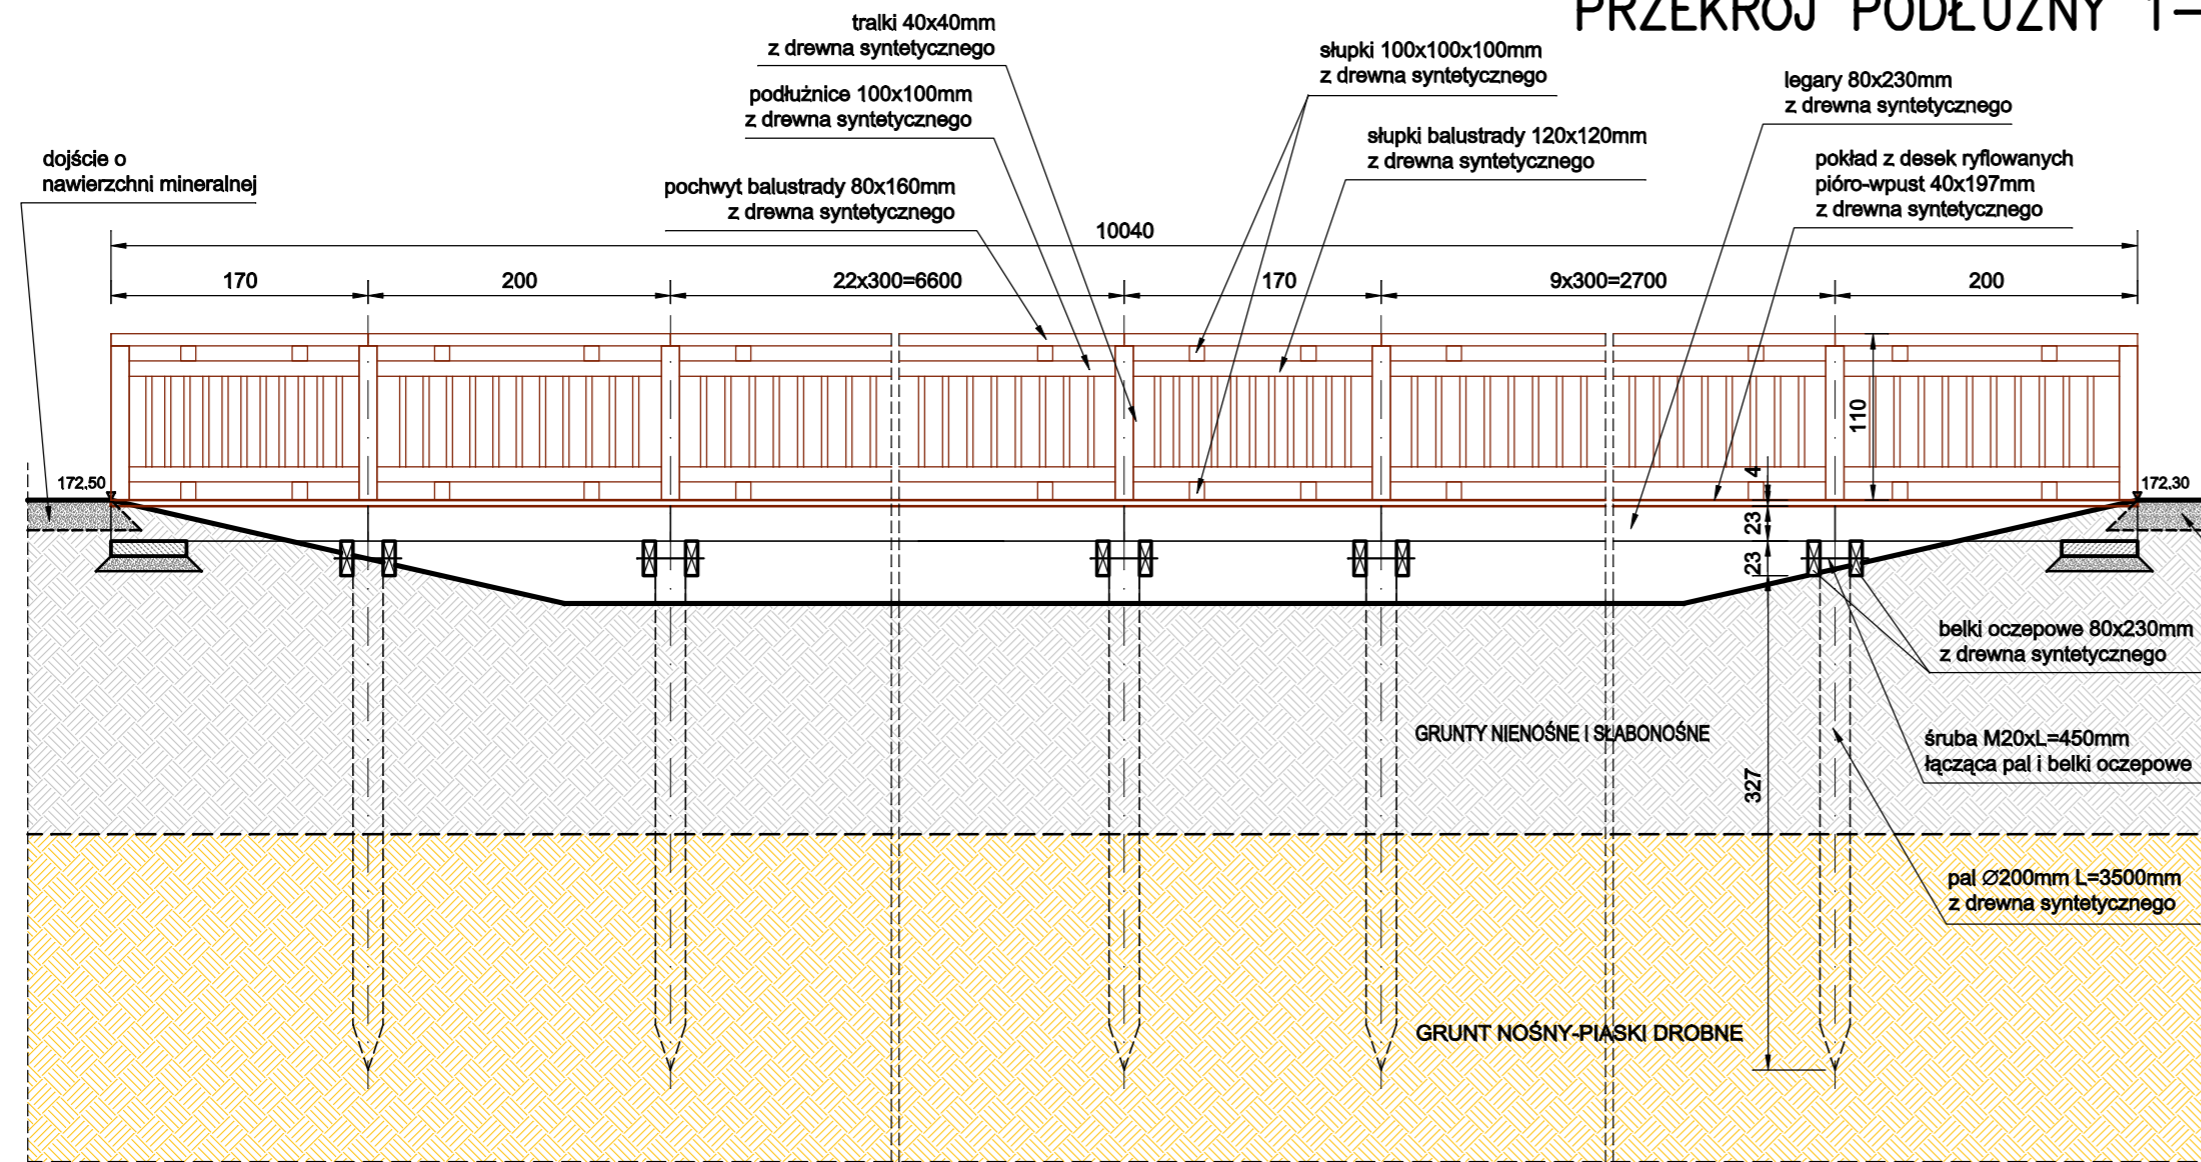 PRZEKRÓJ PODŁUŻNY 1-
tralki 40x40mm
z drewna syntetycznego
podłużnice 100x100mm
z drewna syntetycznego
pochwyt balustrady 80x160mm
z drewna syntetycznego
dojście o
nawierzchni mineralnej
słupki 100x100x100mm
z drewna syntetycznego
słupki balustrady 120x120mm
z drewna syntetycznego
legary 80x230mm
z drewna syntetycznego
pokład z desek ryflowanych
pióro-wpust 40x197mm
z drewna syntetycznego
10040
170
200
22x300=6600
170
9x300=2700
200
110
4
23
23
327
172,50
172,30
belki oczepowe 80x230mm
z drewna syntetycznego
GRUNTY NIENOŚNE I SŁABONOŚNE
śruba M20xL=450mm
łącząca pal i belki oczepowe
pal Ø200mm L=3500mm
z drewna syntetycznego
GRUNT NOŚNY-PIASKI DROBNE